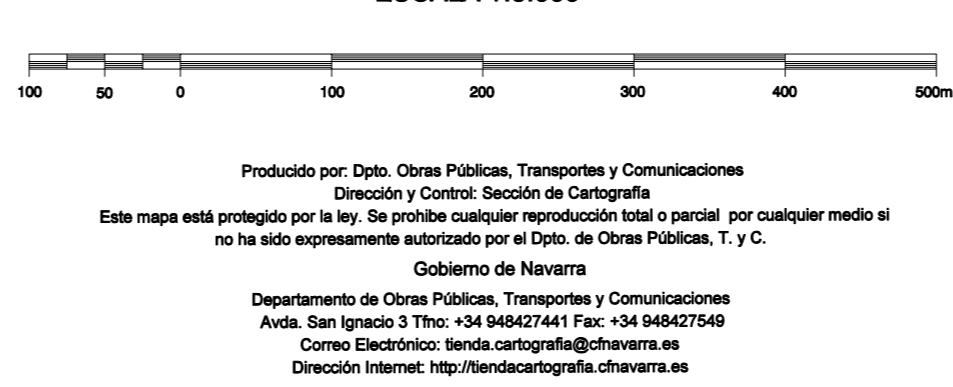 100 50 0 100 200 300 400 500m
Producido por: Dpto. Obras Públicas, Transportes y Comunicaciones
Dirección y Control: Sección de Cartografía
Este mapa está protegido por la ley. Se prohibe cualquier reproducción total o parcial por cualquier medio si
no ha sido expresamente autorizado por el Dpto. de Obras Públicas, T. y C.
Gobierno de Navarra
Departamento de Obras Públicas, Transportes y Comunicaciones
Avda. San Ignacio 3 Tfno: +34 948427441 Fax: +34 948427549
Correo Electrónico: tienda.cartografia@cfnavarra.es
Dirección Internet: http://tiendacartografia.cfnavarra.es